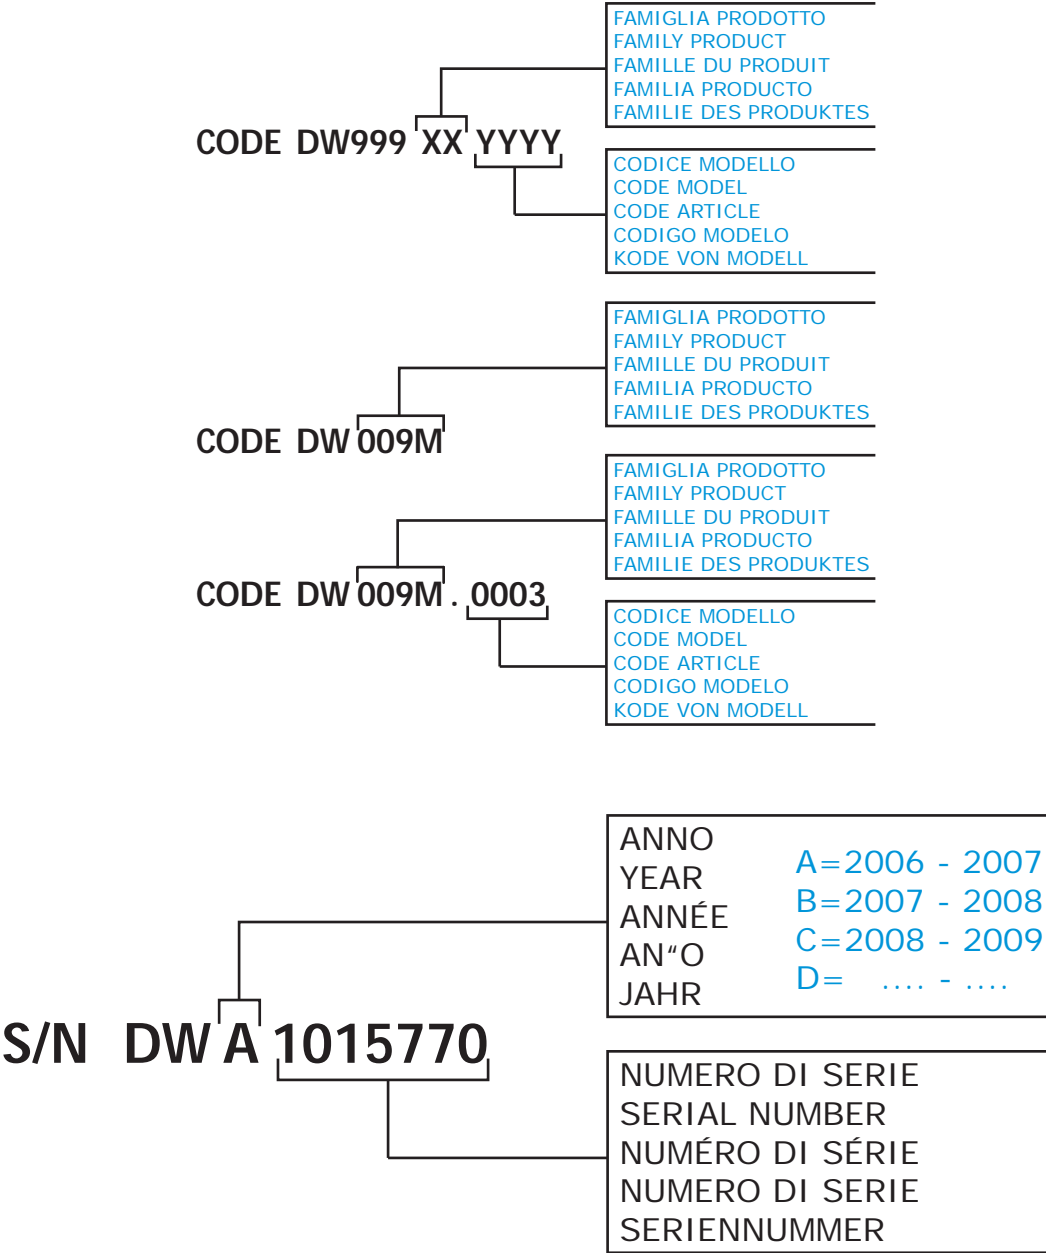 FAMIGLIA PRODOTTO
FAMILY PRODUCT
FAMILLE DU PRODUIT
FAMILIA PRODUCTO
FAMILIE DES PRODUKTES
CODE DW999 XX YYYY
CODICE MODELLO
CODE MODEL
CODE ARTICLE
CODIGO MODELO
KODE VON MODELL
FAMIGLIA PRODOTTO
FAMILY PRODUCT
FAMILLE DU PRODUIT
FAMILIA PRODUCTO
FAMILIE DES PRODUKTES
CODE DW 009M
FAMIGLIA PRODOTTO
FAMILY PRODUCT
FAMILLE DU PRODUIT
FAMILIA PRODUCTO
FAMILIE DES PRODUKTES
CODE DW 009M . 0003
CODICE MODELLO
CODE MODEL
CODE ARTICLE
CODIGO MODELO
KODE VON MODELL
ANNO
YEAR
ANNÉE
AN“O
JAHR
A=2006 - 2007
B=2007 - 2008
C=2008 - 2009
D= .... - ....
S/N DW A 1015770
NUMERO DI SERIE
SERIAL NUMBER
NUMÉRO DI SÉRIE
NUMERO DI SERIE
SERIENNUMMER